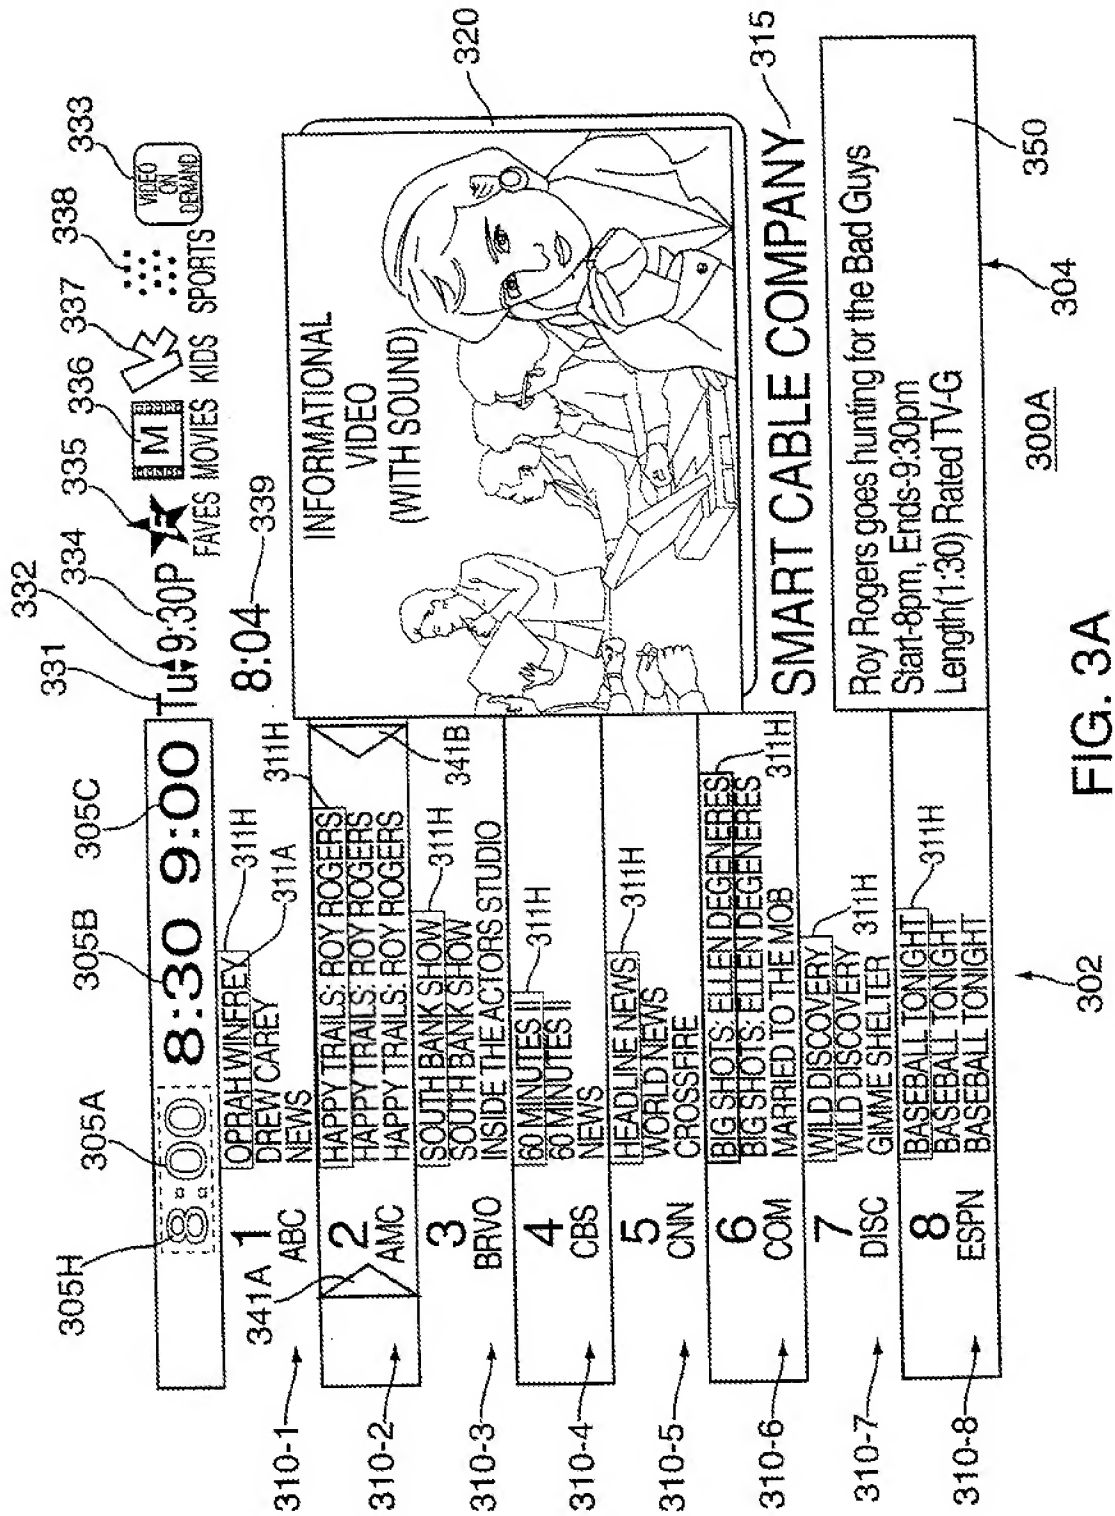 331
332
334
335
336
337
338
333
305H
305A
305B
305C
8:00 8:30 9:00
Tu 9:30P
F
FAVES
M
MOVIES
KIDS
SPORTS
VIDEO
ON
DEMAND
8:04
339
311H
311A
341A
311H
341B
1
ABC
OPRAH WINFREY
DREW CAREY
NEWS
2
AMC
HAPPY TRAILS: ROY ROGERS
HAPPY TRAILS: ROY ROGERS
HAPPY TRAILS: ROY ROGERS
3
BRVO
SOUTH BANK SHOW
SOUTH BANK SHOW
INSIDE THE ACTORS STUDIO
311H
4
CBS
60 MINUTES II
60 MINUTES II
NEWS
311H
5
CNN
HEADLINE NEWS
WORLD NEWS
CROSSFIRE
311H
6
COM
BIG SHOTS: ELLEN DEGENERES
BIG SHOTS: ELLEN DEGENERES
MARRIED TO THE MOB
311H
7
DISC
WILD DISCOVERY
WILD DISCOVERY
GIMME SHELTER
311H
8
ESPN
BASEBALL TONIGHT
BASEBALL TONIGHT
BASEBALL TONIGHT
311H
310-1
310-2
310-3
310-4
310-5
310-6
310-7
310-8
INFORMATIONAL
VIDEO
(WITH SOUND)
320
SMART CABLE COMPANY
315
Roy Rogers goes hunting for the Bad Guys
Start-8pm, Ends-9:30pm
Length(1:30) Rated TV-G
350
302
304
300A
FIG. 3A